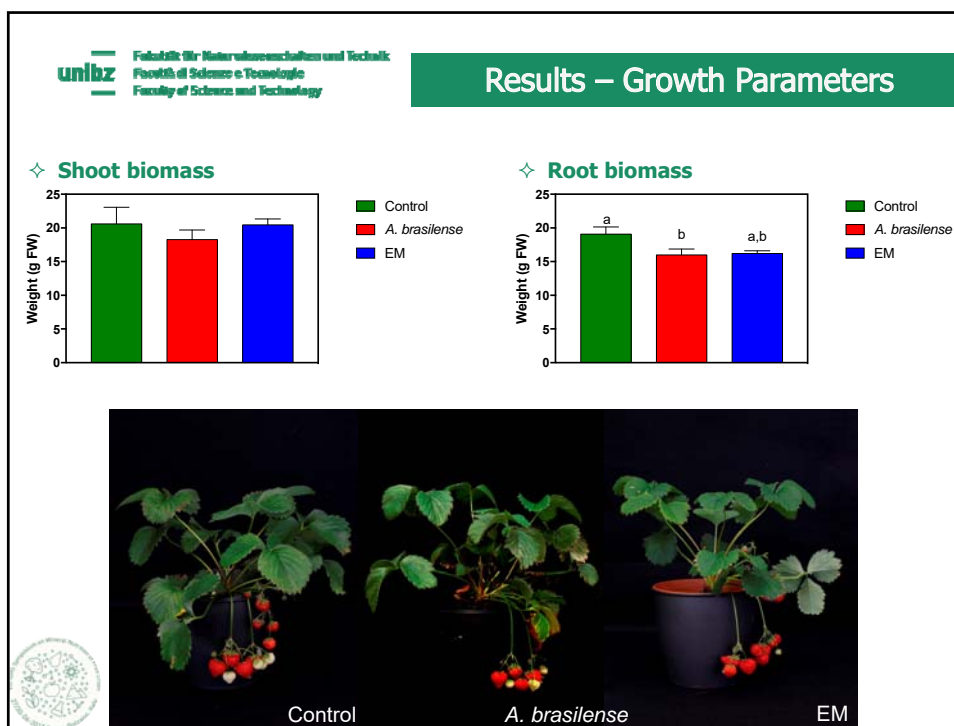 unibz
Fakultät für Naturwissenschaften und Technik
Facoltà di Scienze e Tecnologie
Faculty of Science and Technology
Results – Growth Parameters
✧ Shoot biomass
25
20
15
10
5
0
Weight (g FW)
Control
A. brasilense
EM
✧ Root biomass
25
20
15
10
5
0
Weight (g FW)
a
b
a,b
Control
A. brasilense
EM
Control
A. brasilense
EM